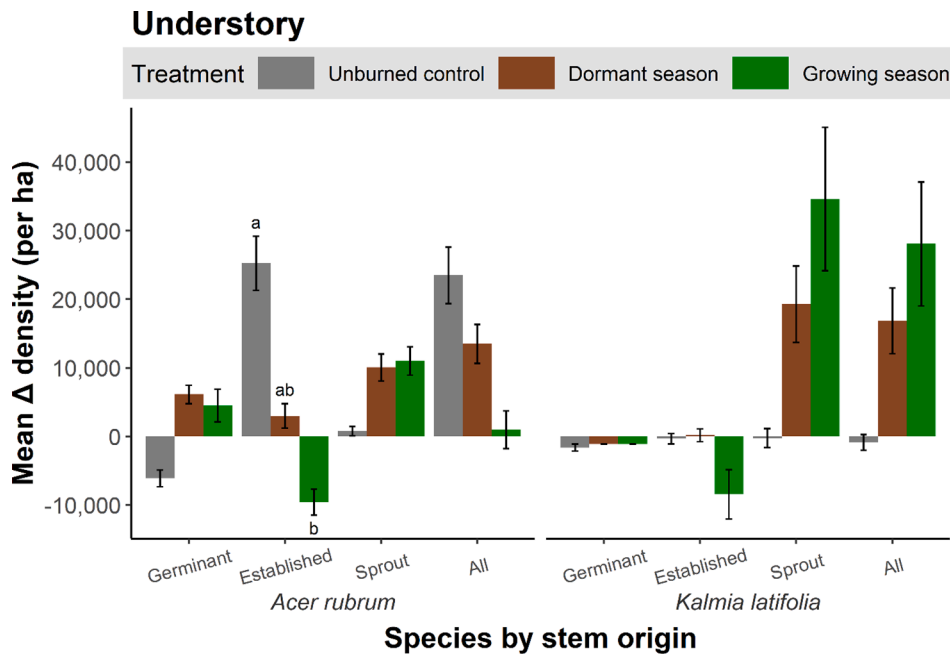 Understory
Treatment Unburned control Dormant season Growing season
Mean Δ density (per ha)
40,000
30,000
20,000
10,000
0
-10,000
a
ab
b
Germinant Established Sprout All Germinant Established Sprout All
Acer rubrum Kalmia latifolia
Species by stem origin